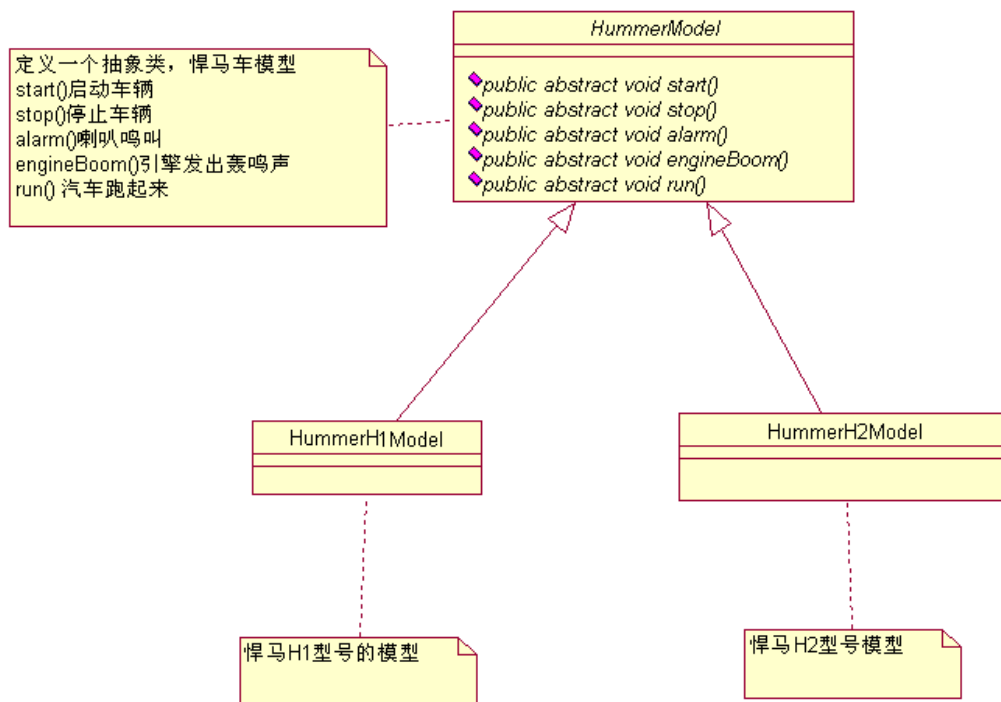 HummerModel
public abstract void start()
public abstract void stop()
public abstract void alarm()
public abstract void engineBoom()
public abstract void run()
定义一个抽象类，悍马车模型
start()启动车辆
stop()停止车辆
alarm()喇叭鸣叫
engineBoom()引擎发出轰鸣声
run() 汽车跑起来
HummerH1Model
HummerH2Model
悍马H1型号的模型
悍马H2型号模型